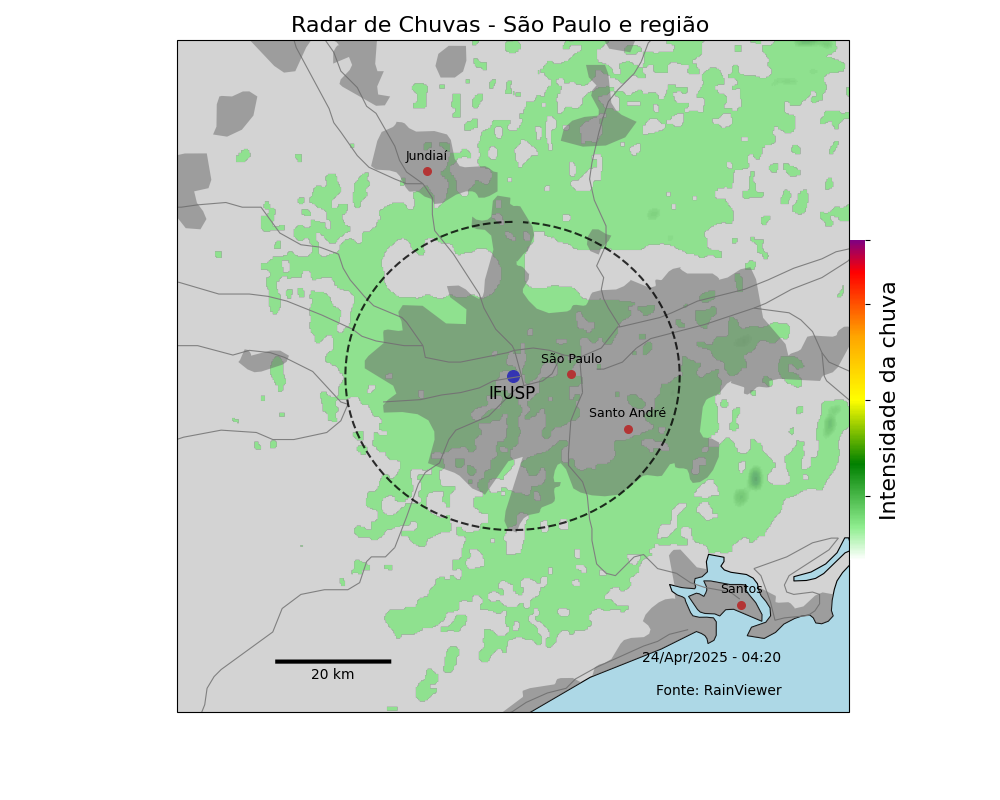 Radar de Chuvas - São Paulo e região
Jundiaí
São Paulo
IFUSP
Santo André
Intensidade da chuva
Santos
24/Apr/2025 - 04:20
20 km
Fonte: RainViewer